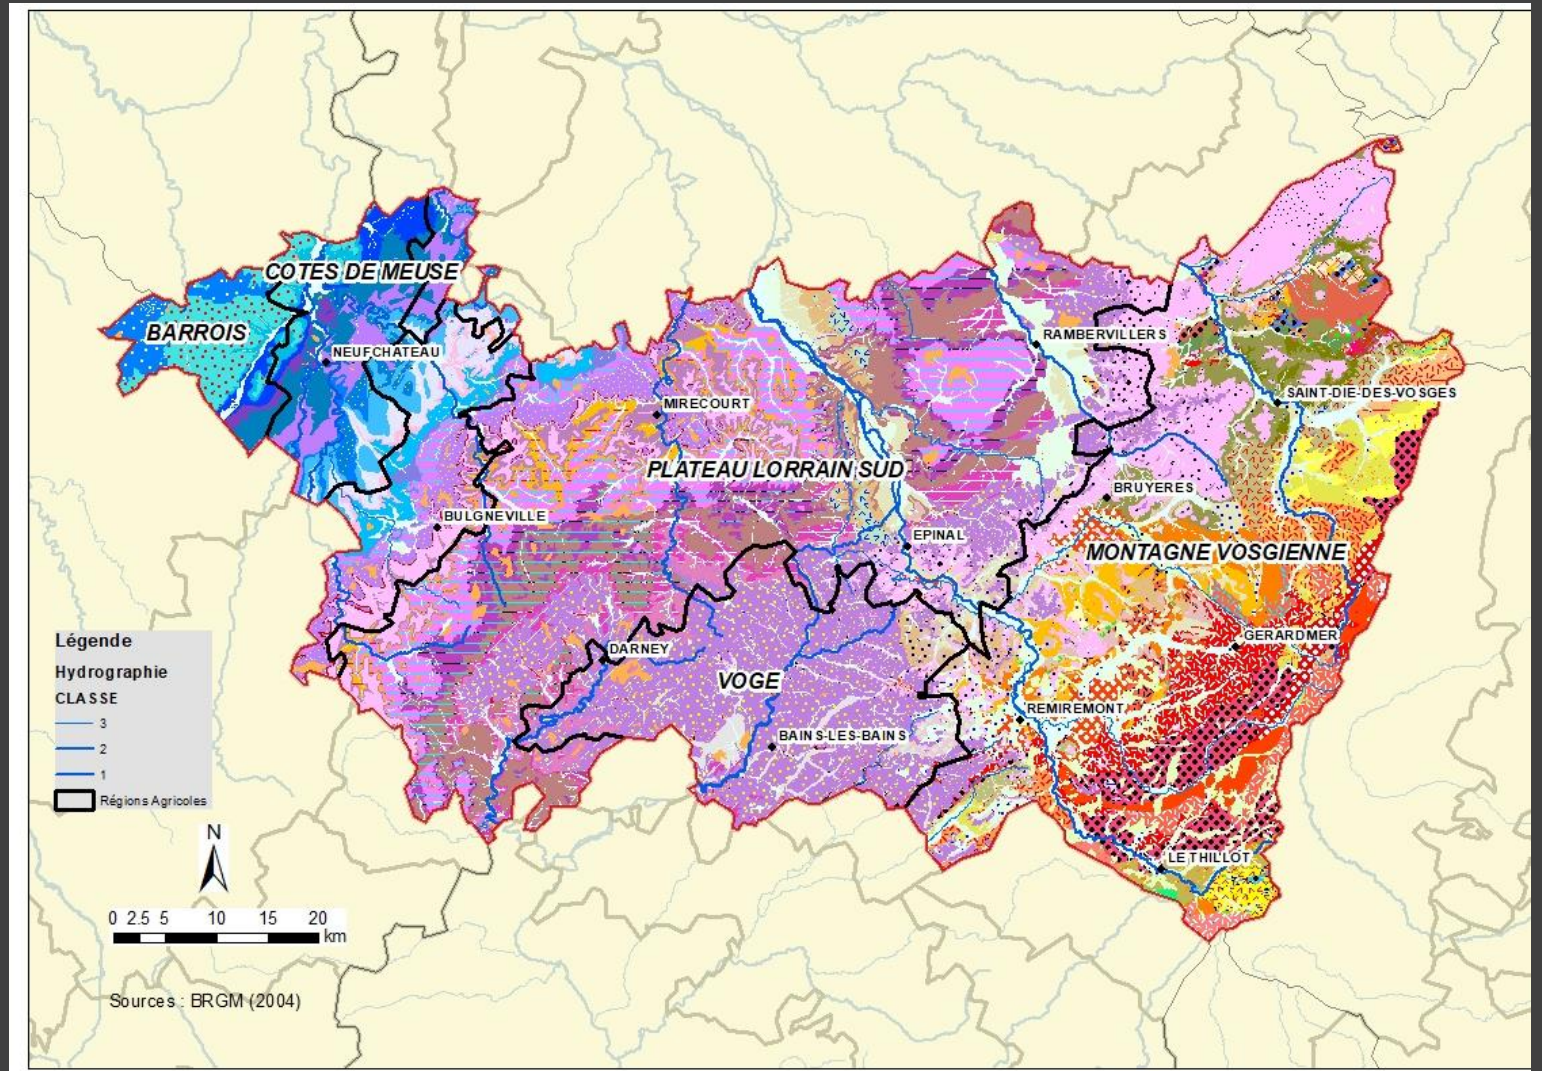 COTES DE MEUSE
BARROIS
NEUFCHATEAU
RAMBERVILLERS
SAINT-DIE-DES-VOSGES
MIRECOURT
PLATEAU LORRAIN SUD
BRUYERES
BULGNEVILLE
EPINAL
MONTAGNE VOSGIENNE
GERARDMER
DARNEY
VOGE
REMIREMONT
BAINS-LES-BAINS
LE THILLOT
Légende
Hydrographie
CLASSE
3
2
1
Régions Agricoles
N
0 2.5 5 10 15 20
km
Sources : BRGM (2004)